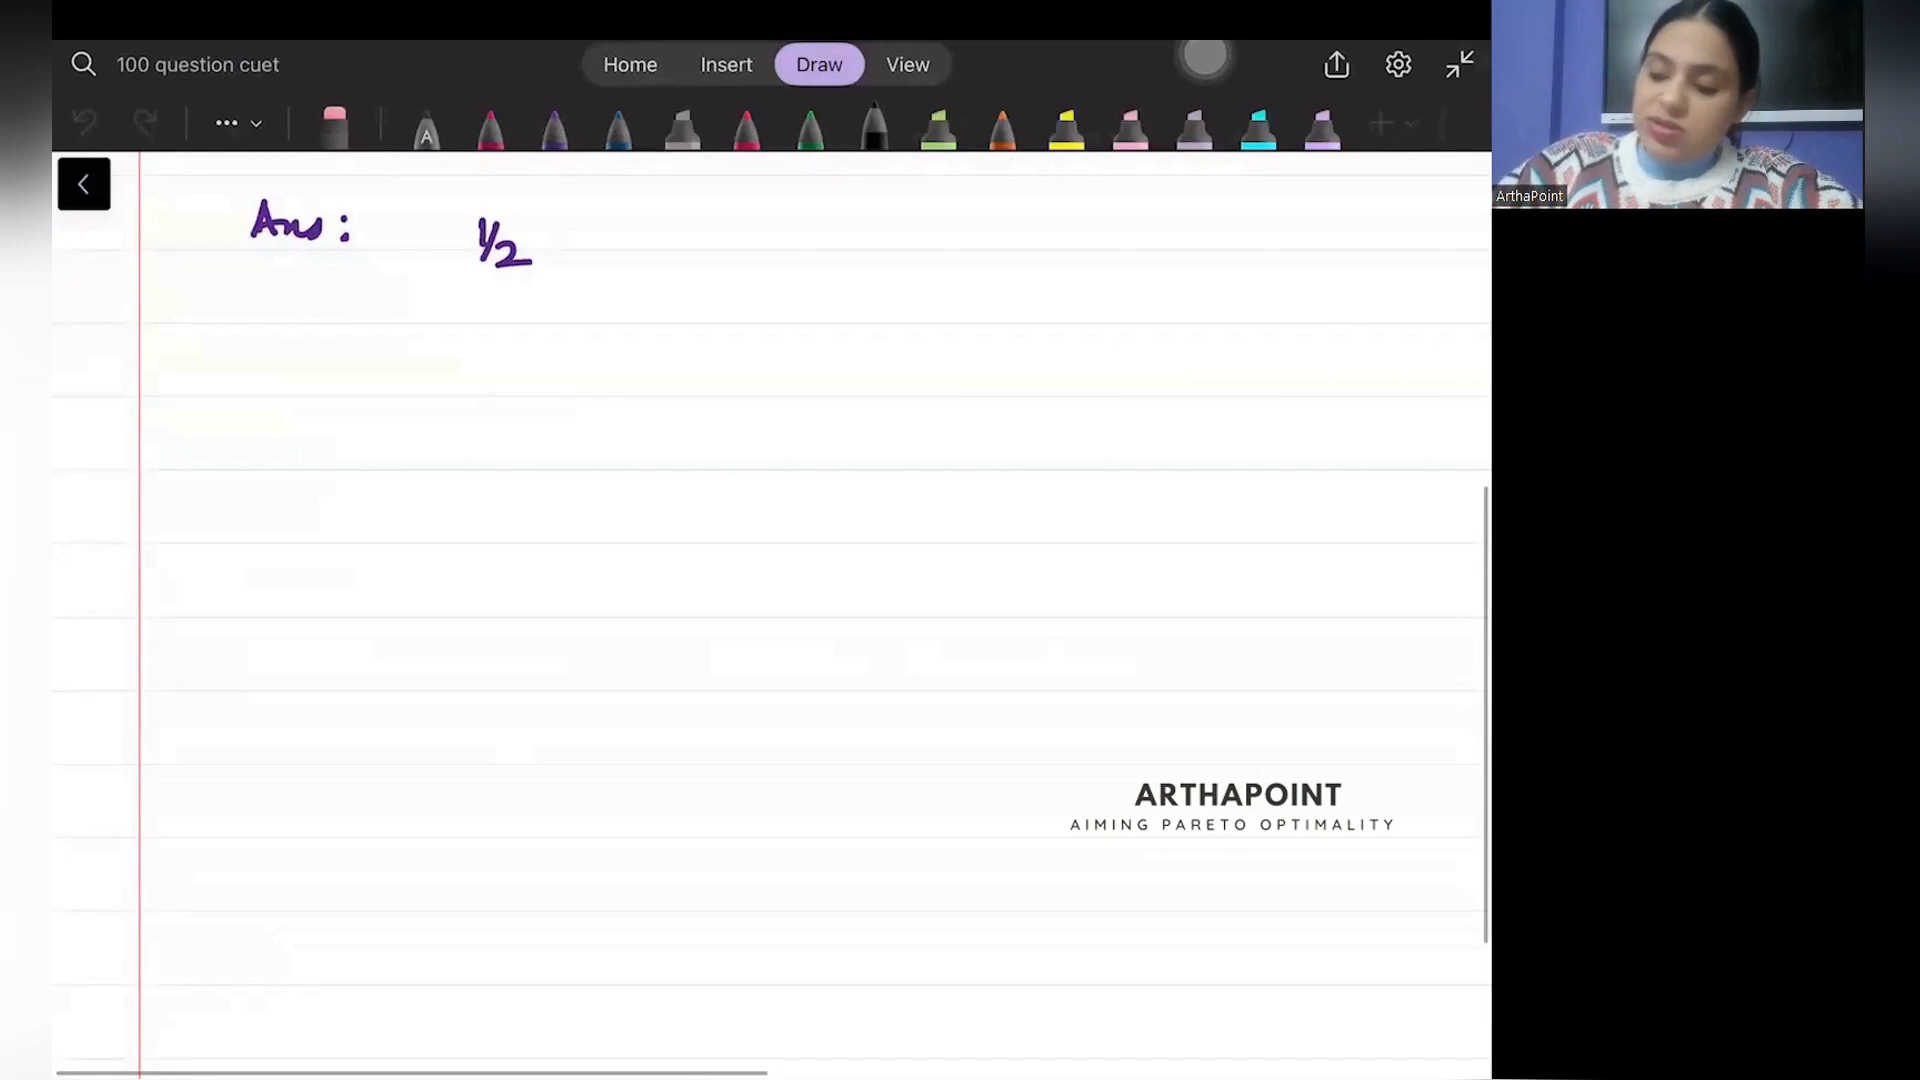 100 question cuet
Home Insert Draw View
A
ArthaPoint
Ans: 1/2
ARTHAPOINT
AIMING PARETO OPTIMALITY